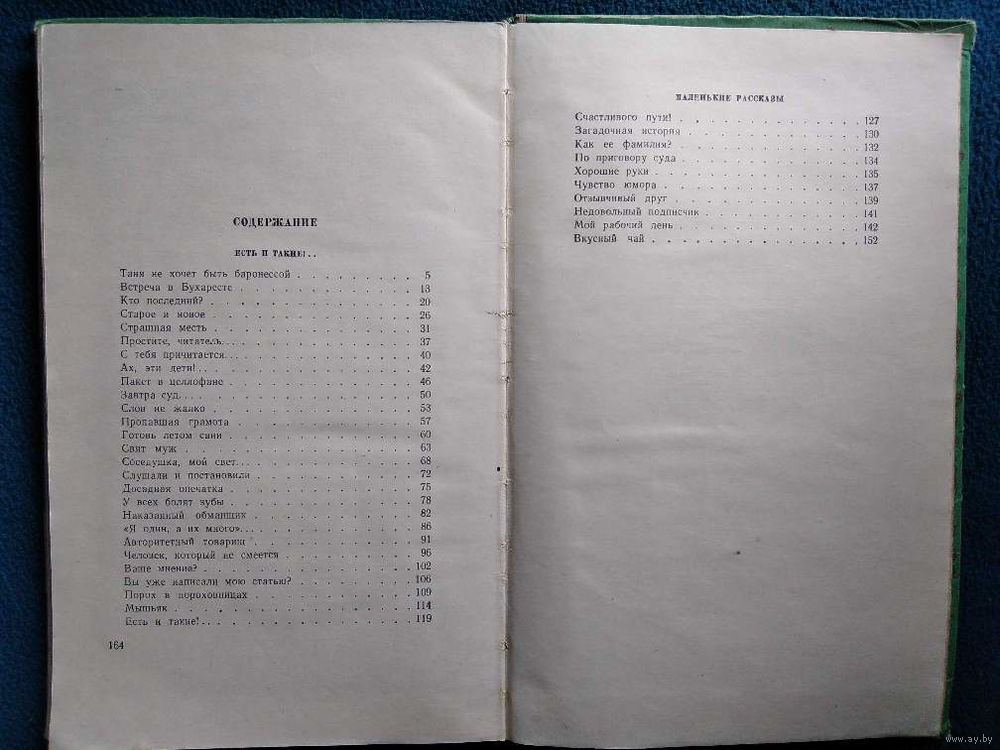 СОДЕРЖАНИЕ
ЕСТЬ И ТАКИЕ!..
Таня не хочет быть баронессой . . . . . . . . . 5
Встреча в Бухаресте . . . . . . . . . . . . 13
Кто последний? . . . . . . . . . . . . . . 20
Старое и новое . . . . . . . . . . . . . . 26
Страшная месть . . . . . . . . . . . . . . 31
Простите, читатель... . . . . . . . . . . . . 37
С тебя причитается... . . . . . . . . . . . . 40
Ах, эти дети!.. . . . . . . . . . . . . . . 42
Пакет в целлофане . . . . . . . . . . . . . 46
Завтра суд... . . . . . . . . . . . . . . . 50
Слов не жалко . . . . . . . . . . . . . . 53
Пропавшая грамота . . . . . . . . . . . . . 57
Готовь летом сани . . . . . . . . . . . . . 60
Свят муж . . . . . . . . . . . . . . . . 63
Соседушка, мой свет... . . . . . . . . . . . 68
Слушали и постановили . . . . . . . . . . . 72
Досадная опечатка . . . . . . . . . . . . . 75
У всех болят зубы . . . . . . . . . . . . . 78
Наказанный обманщик . . . . . . . . . . . . 82
«Я один, а их много»... . . . . . . . . . . . 86
Авторитетный товарищ . . . . . . . . . . . . 91
Человек, который не смеется . . . . . . . . . 96
Ваше мнение? . . . . . . . . . . . . . . . 102
Вы уже написали мою статью? . . . . . . . . . 106
Порох в пороховницах . . . . . . . . . . . . 109
Мышьяк . . . . . . . . . . . . . . . . . 114
Есть и такие!.. . . . . . . . . . . . . . . 119
164
МАЛЕНЬКИЕ РАССКАЗЫ
Счастливого пути! . . . . . . . . . . . . . 127
Загадочная история . . . . . . . . . . . . 130
Как ее фамилия? . . . . . . . . . . . . . 132
По приговору суда . . . . . . . . . . . . 134
Хорошие руки . . . . . . . . . . . . . . 135
Чувство юмора . . . . . . . . . . . . . . 137
Отзывчивый друг . . . . . . . . . . . . . 139
Недовольный подписчик . . . . . . . . . . . 141
Мой рабочий день . . . . . . . . . . . . . 142
Вкусный чай . . . . . . . . . . . . . . . 152
www.ay.by